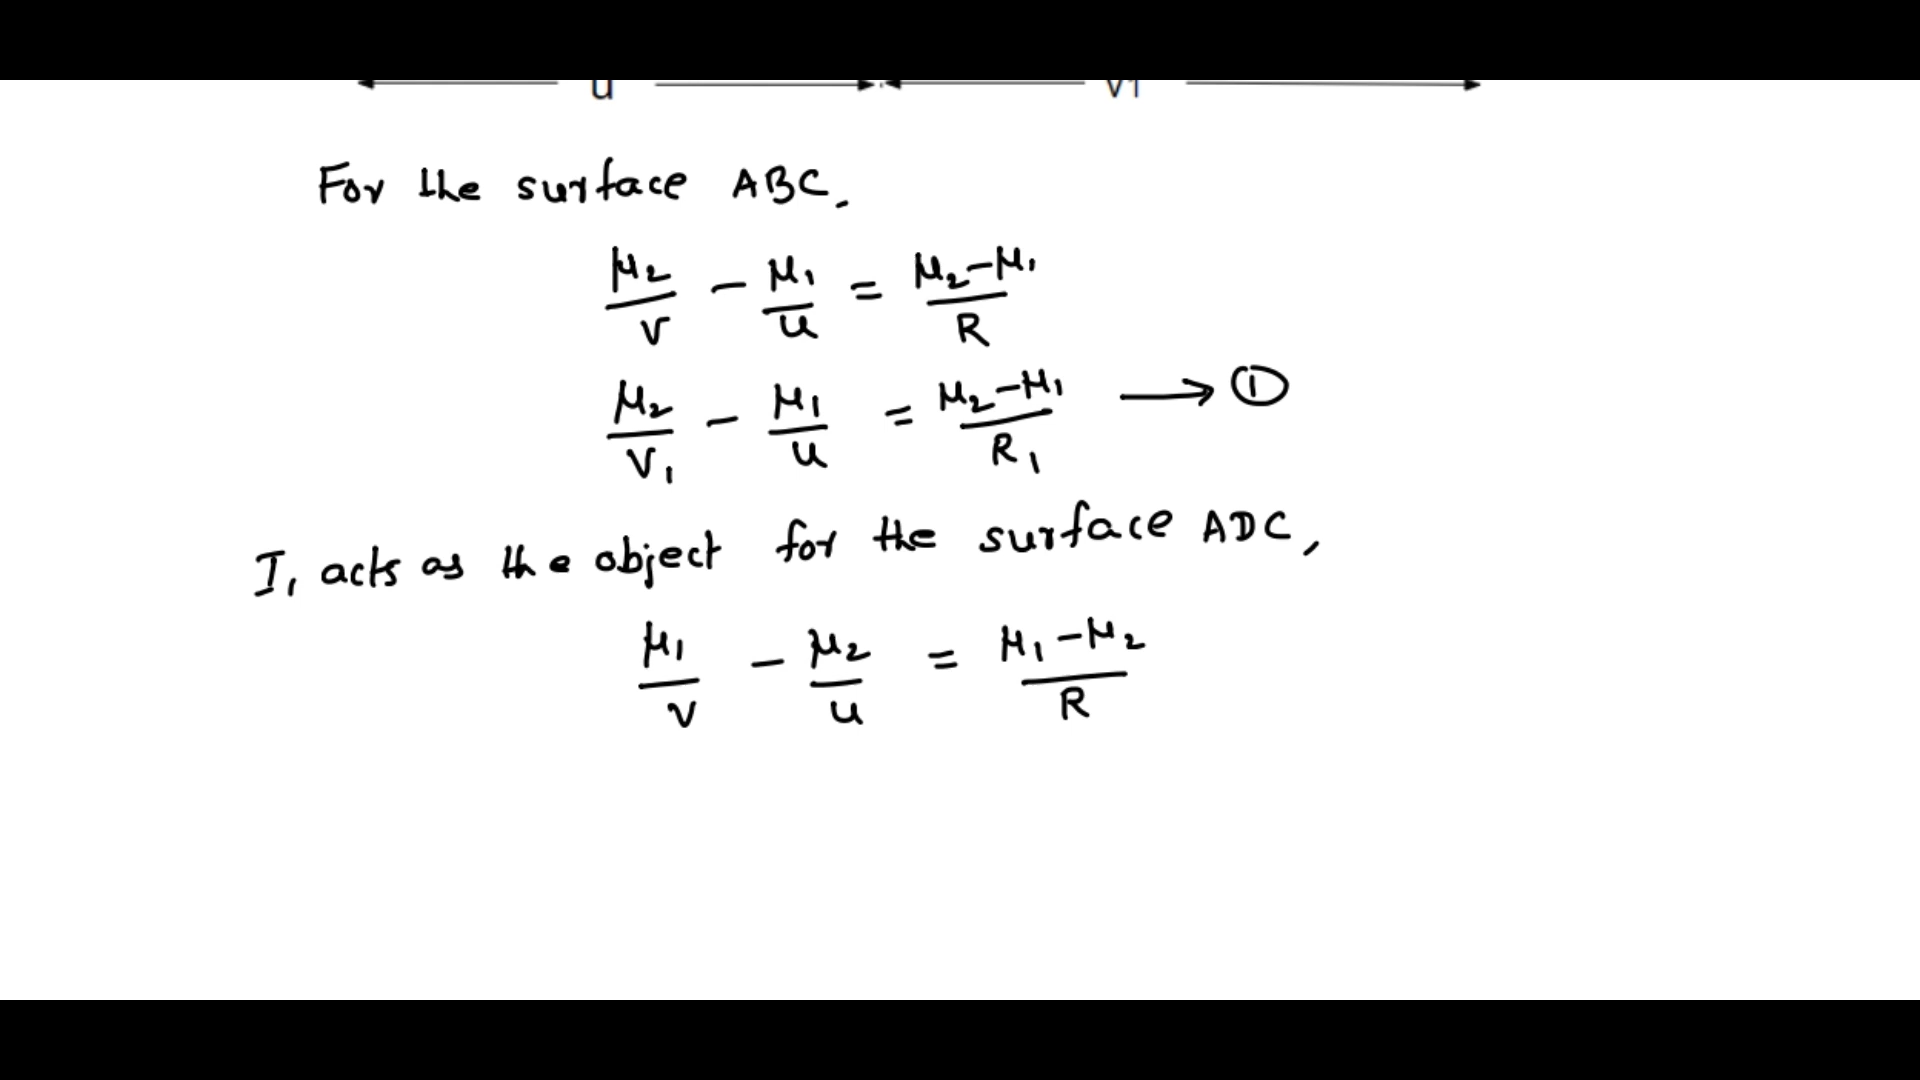 u v1
For the surface ABC.
μ₂/v − μ₁/u = μ₂−μ₁/R
μ₂/v₁ − μ₁/u = μ₂−μ₁/R₁ ⟶ ①
I₁ acts as the object for the surface ADC,
μ₁/v − μ₂/u = μ₁−μ₂/R